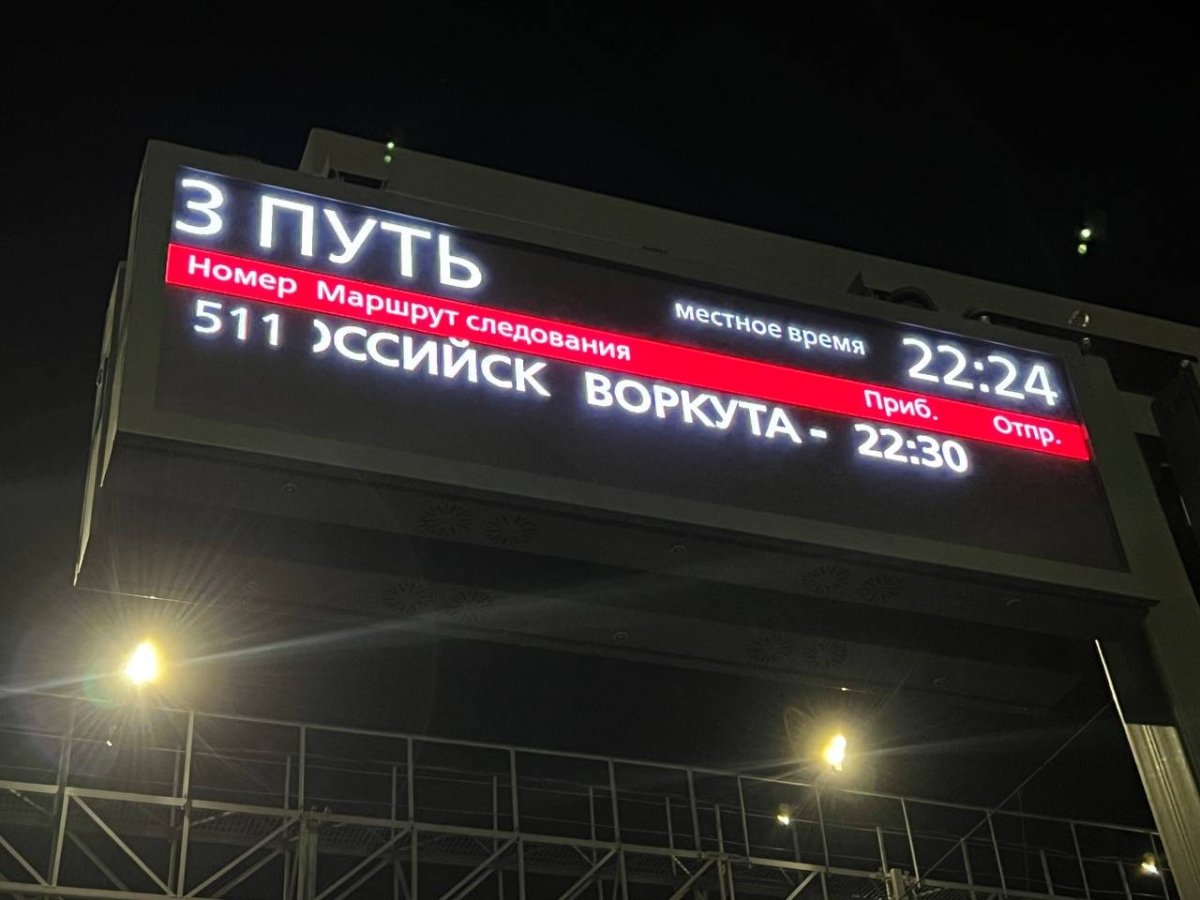 3 ПУТЬ
местное время 22:24
Номер Маршрут следования Приб. Отпр.
511 ОССИЙСК ВОРКУТА - 22:30